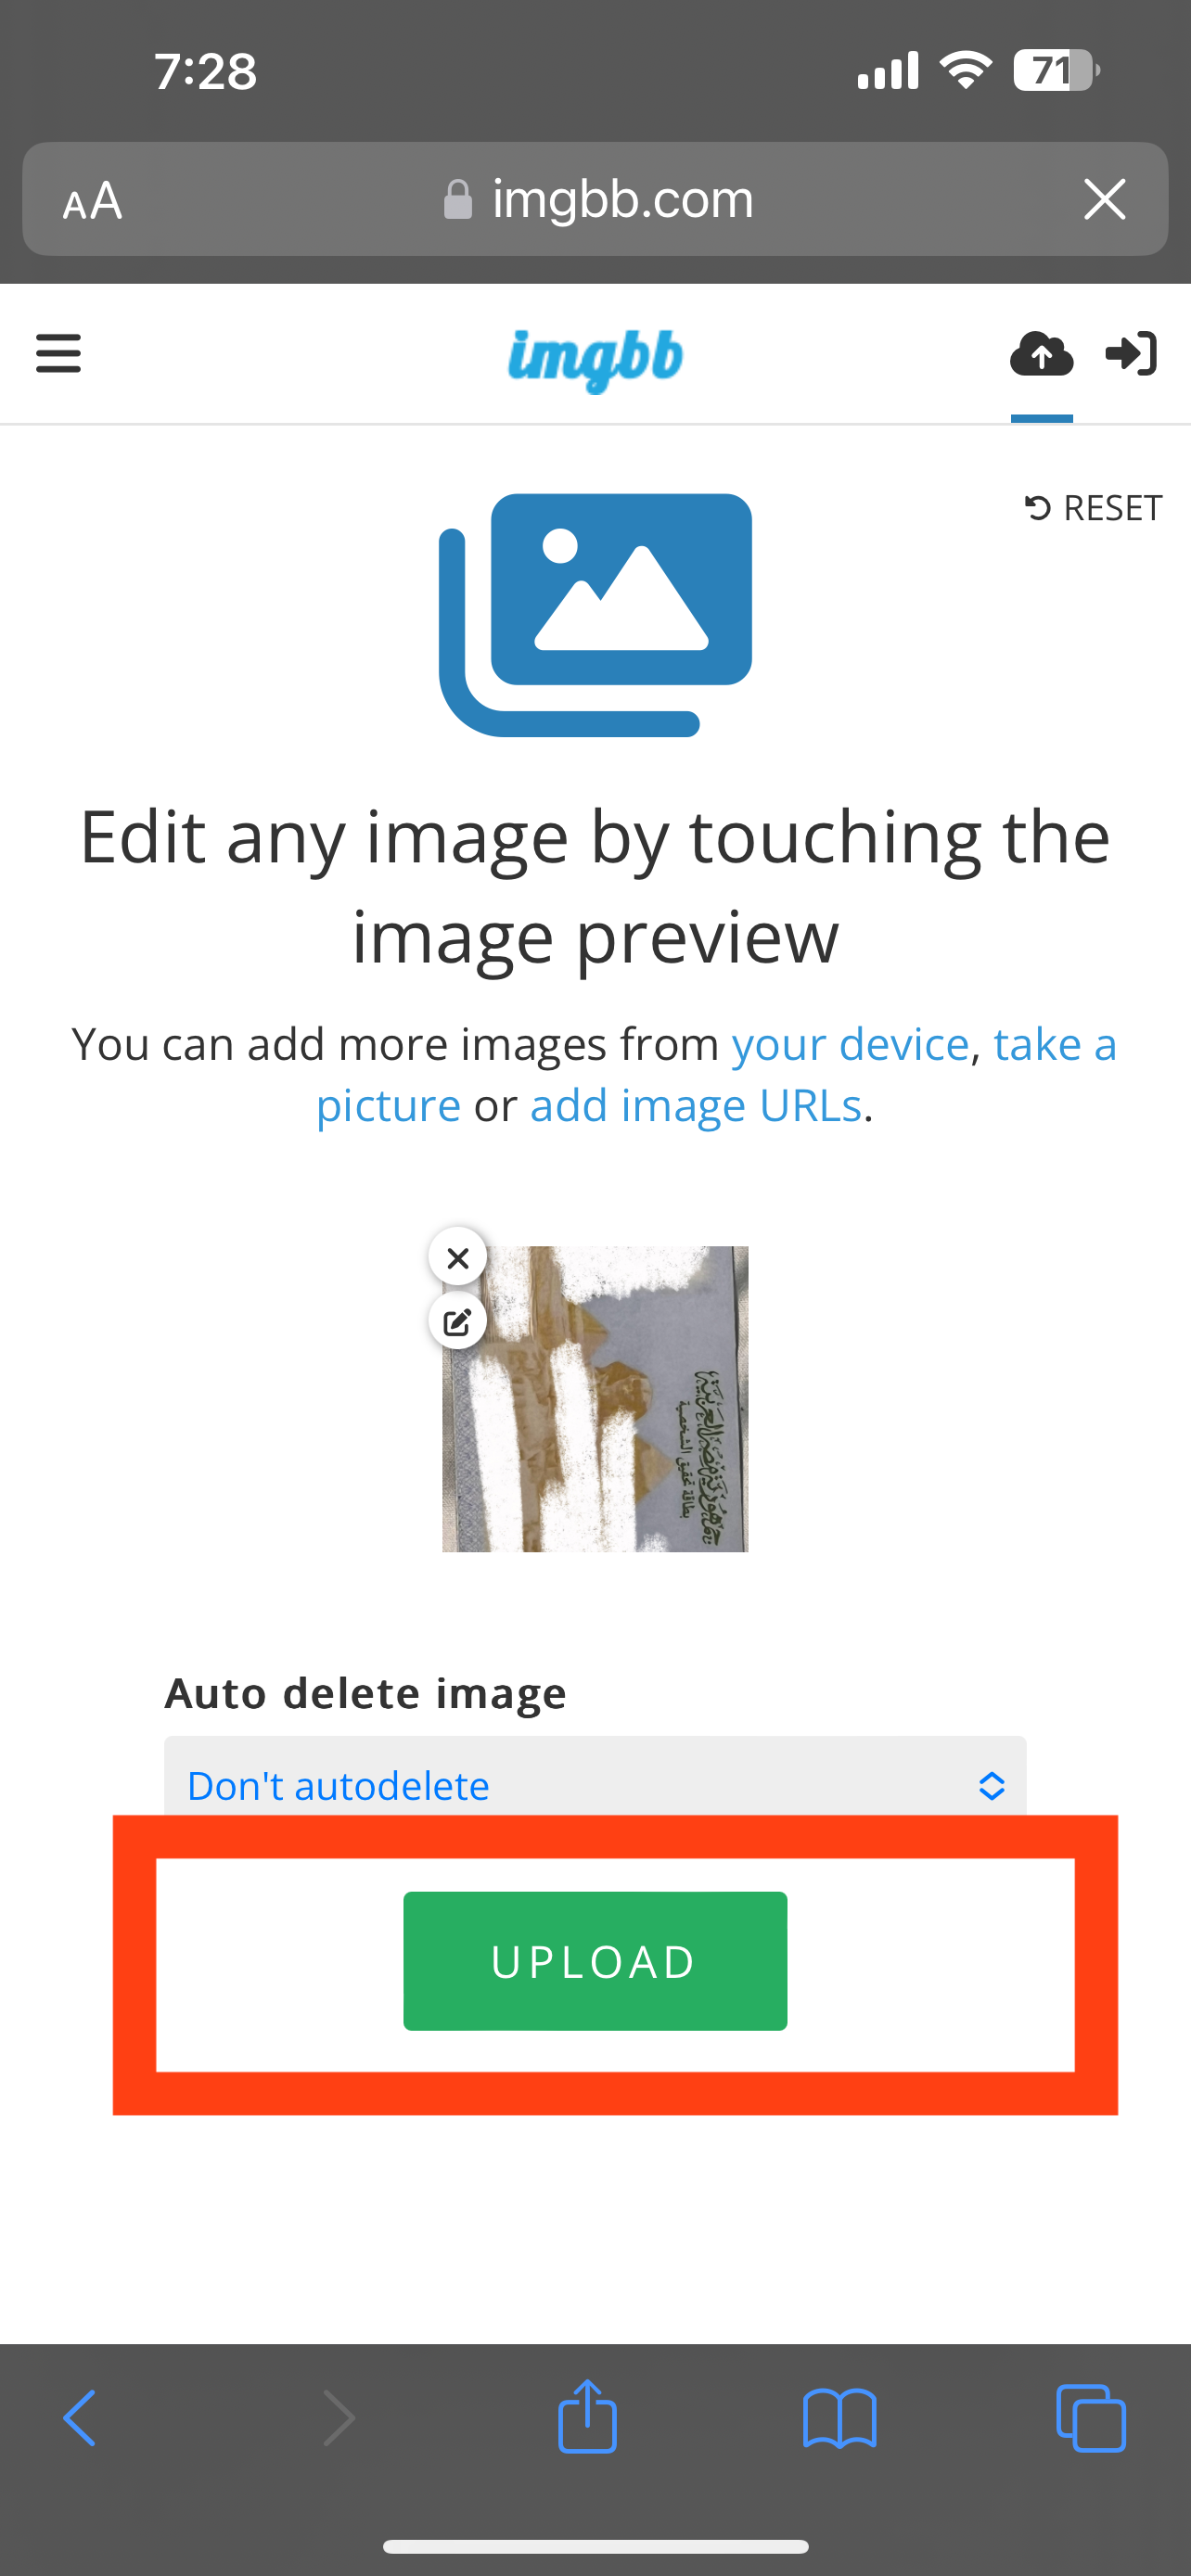 7:28
71
AA
imgbb.com
imgbb
RESET
Edit any image by touching the
image preview
You can add more images from your device, take a
picture or add image URLs.
جمهورية مصر العربية
بطاقة تحقيق الشخصية
Auto delete image
Don't autodelete
UPLOAD